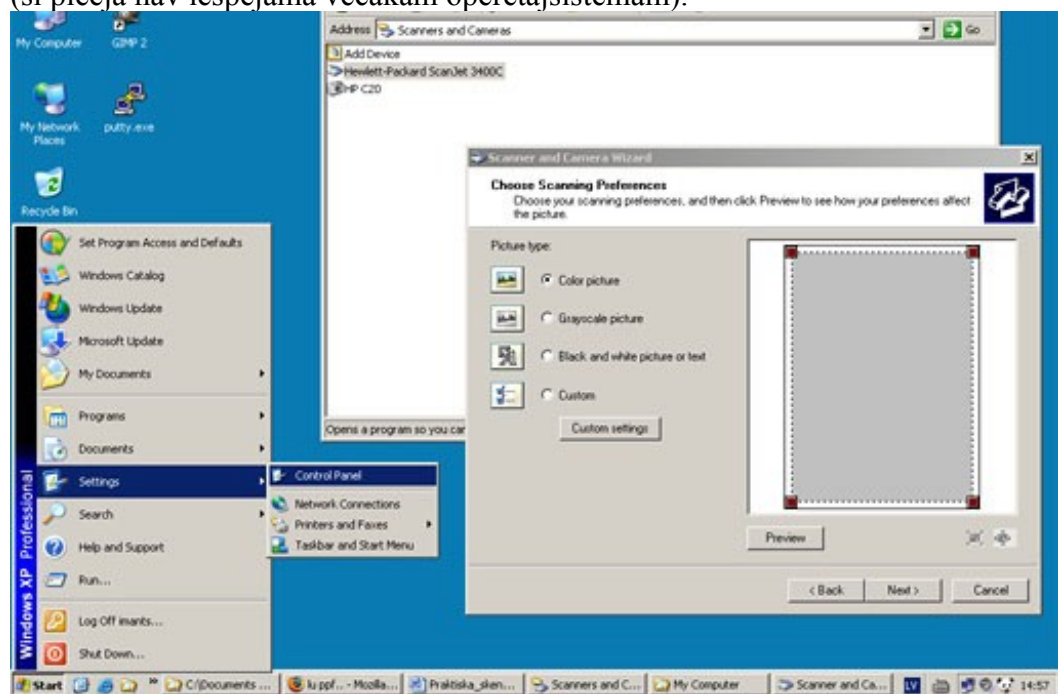 (šī pieeja nav iespējama vecākām operētājsistēmām).
My Computer
GIMP 2
My Network Places
putty.exe
Recycle Bin
Address Scanners and Cameras
Go
Add Device
Hewlett-Packard ScanJet 3400C
HP C20
Opens a program so you car
Scanner and Camera Wizard
Choose Scanning Preferences
Choose your scanning preferences, and then click Preview to see how your preferences affect
the picture.
Picture type:
Color picture
Grayscale picture
Black and white picture or text
Custom
Custom settings
Preview
< Back
Next >
Cancel
Set Program Access and Defaults
Windows Catalog
Windows Update
Microsoft Update
My Documents
Programs
Documents
Settings
Search
Help and Support
Run...
Log Off imants...
Shut Down...
Windows XP Professional
Control Panel
Network Connections
Printers and Faxes
Taskbar and Start Menu
Start
C:\Documents ...
lu ppf... - Mozilla...
Praktiska_sken...
Scanners and C...
My Computer
Scanner and Ca...
LV
14:57